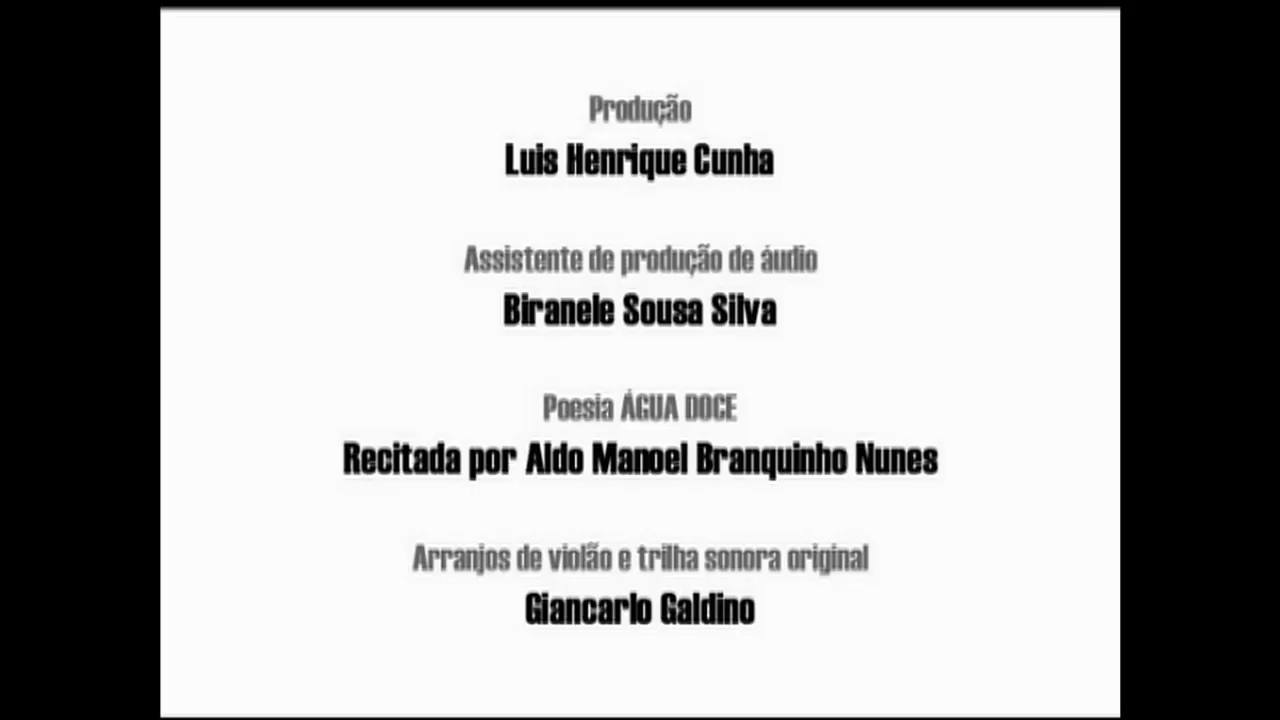 Produção
Luis Henrique Cunha
Assistente de produção de áudio
Biranele Sousa Silva
Poesia ÁGUA DOCE
Recitada por Aldo Manoel Branquinho Nunes
Arranjos de violão e trilha sonora original
Giancarlo Galdino